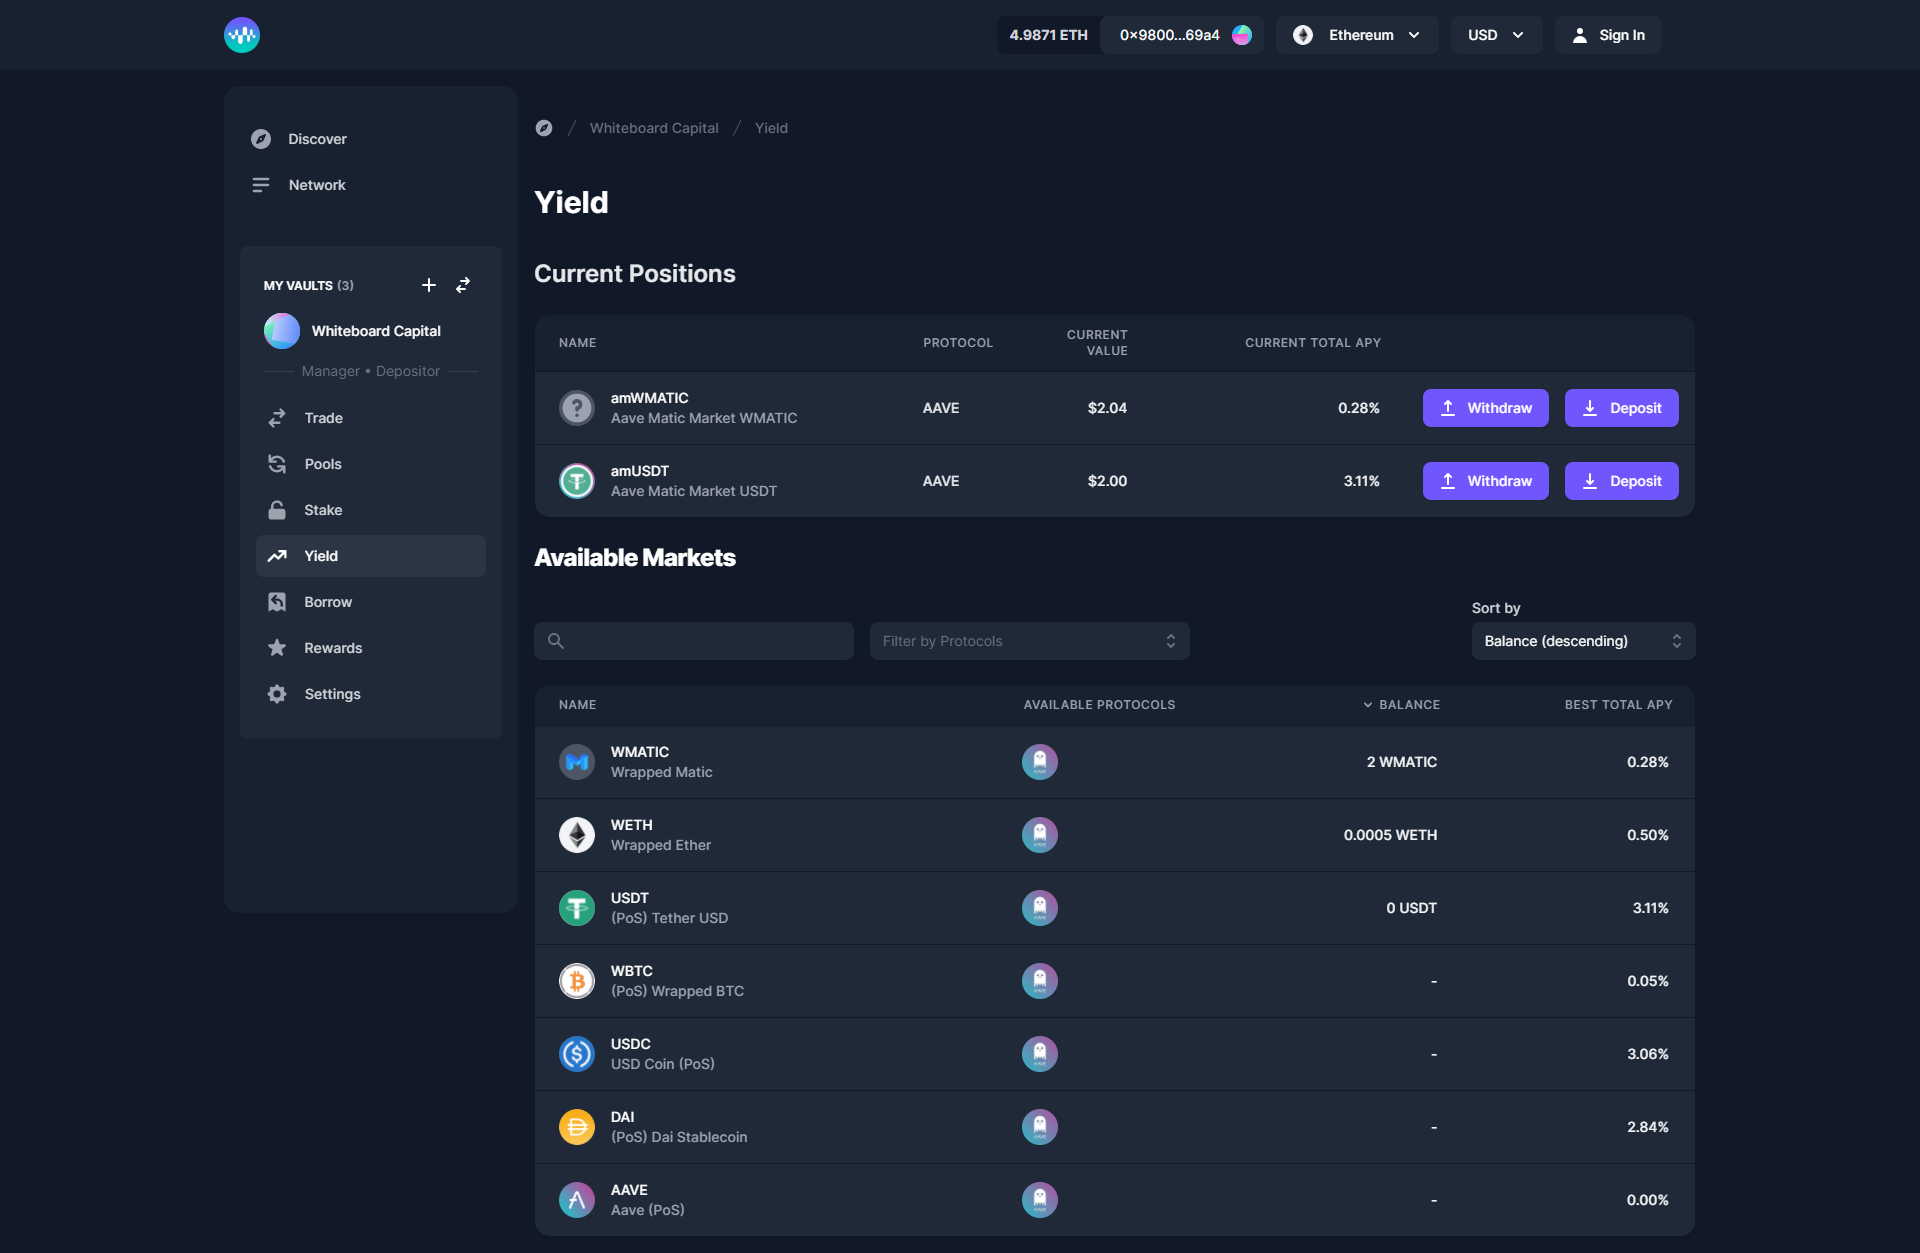 4.9871 ETH
0×9800...69a4
Ethereum
USD
Sign In
Discover
Network
MY VAULTS (3)
Whiteboard Capital
Manager • Depositor
Trade
Pools
Stake
Yield
Borrow
Rewards
Settings
/ Whiteboard Capital / Yield
Yield
Current Positions
NAME PROTOCOL CURRENT VALUE CURRENT TOTAL APY
amWMATIC
Aave Matic Market WMATIC
AAVE $2.04 0.28% Withdraw Deposit
amUSDT
Aave Matic Market USDT
AAVE $2.00 3.11% Withdraw Deposit
Available Markets
Sort by
Filter by Protocols
Balance (descending)
NAME AVAILABLE PROTOCOLS BALANCE BEST TOTAL APY
WMATIC
Wrapped Matic
2 WMATIC 0.28%
WETH
Wrapped Ether
0.0005 WETH 0.50%
USDT
(PoS) Tether USD
0 USDT 3.11%
WBTC
(PoS) Wrapped BTC
- 0.05%
USDC
USD Coin (PoS)
- 3.06%
DAI
(PoS) Dai Stablecoin
- 2.84%
AAVE
Aave (PoS)
- 0.00%